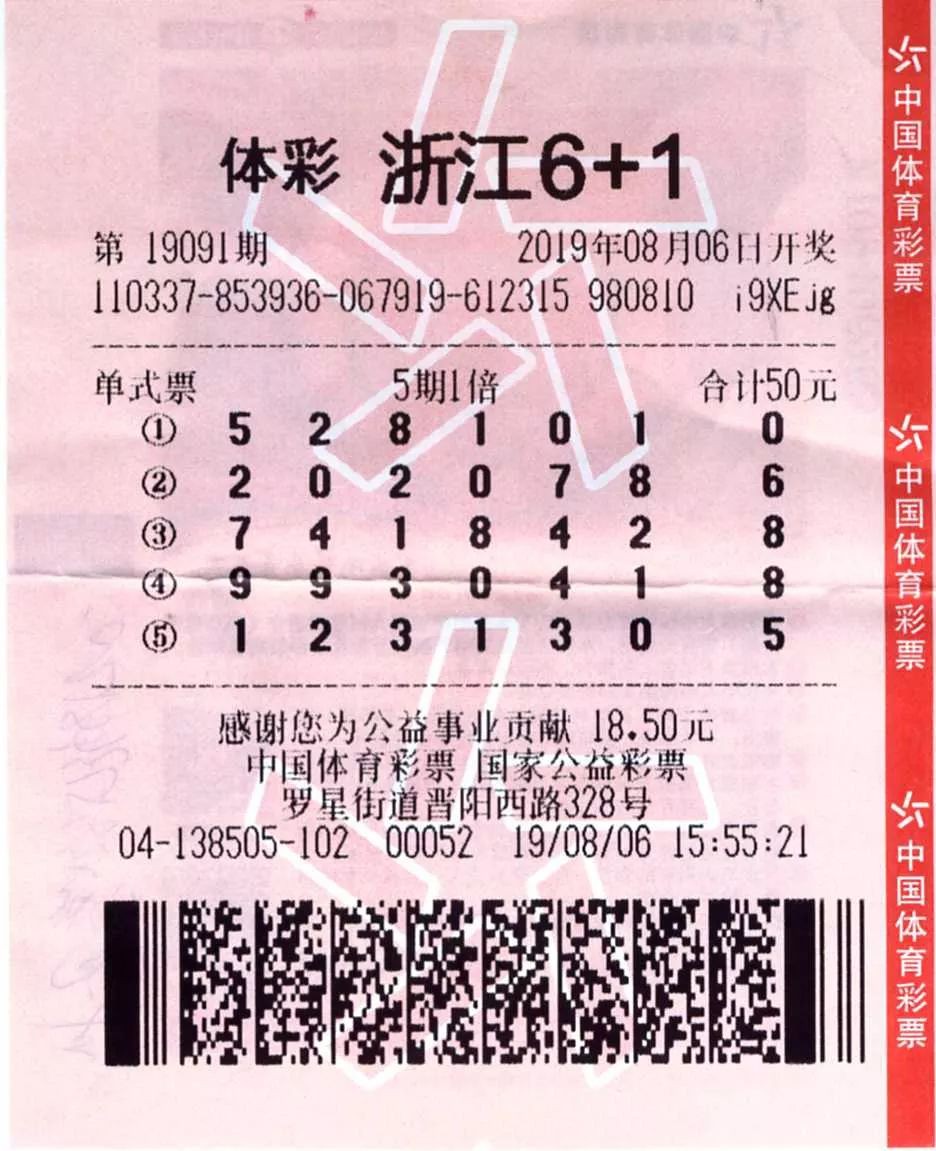 体彩 浙江6+1
第 19091期 2019年08月06日开奖
110337-853936-067919-612315 980810 i9XEjg
单式票 5期1倍 合计50元
① 5 2 8 1 0 1 0
② 2 0 2 0 7 8 6
③ 7 4 1 8 4 2 8
④ 9 9 3 0 4 1 8
⑤ 1 2 3 1 3 0 5
感谢您为公益事业贡献 18.50元
中国体育彩票 国家公益彩票
罗星街道晋阳西路328号
04-138505-102 00052 19/08/06 15:55:21
中国体育彩票
中国体育彩票
中国体育彩票